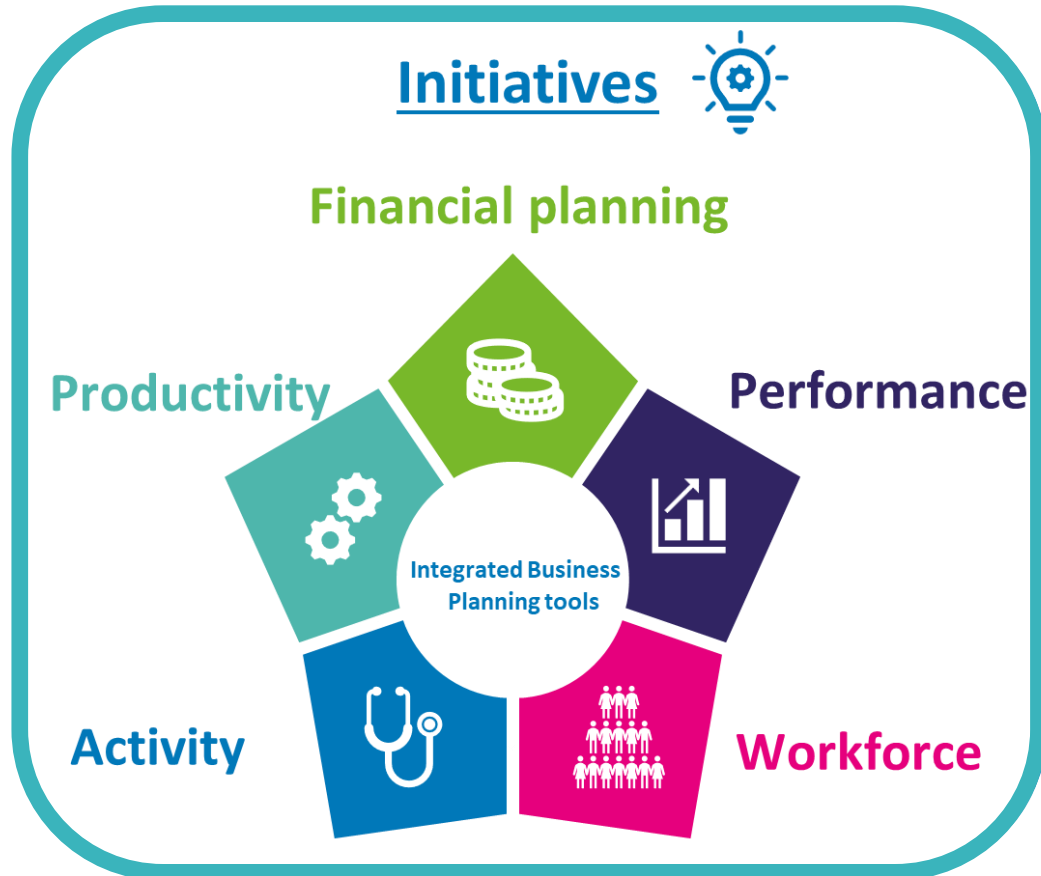 Initiatives
Financial planning
Productivity
Performance
Integrated Business
Planning tools
Activity
Workforce